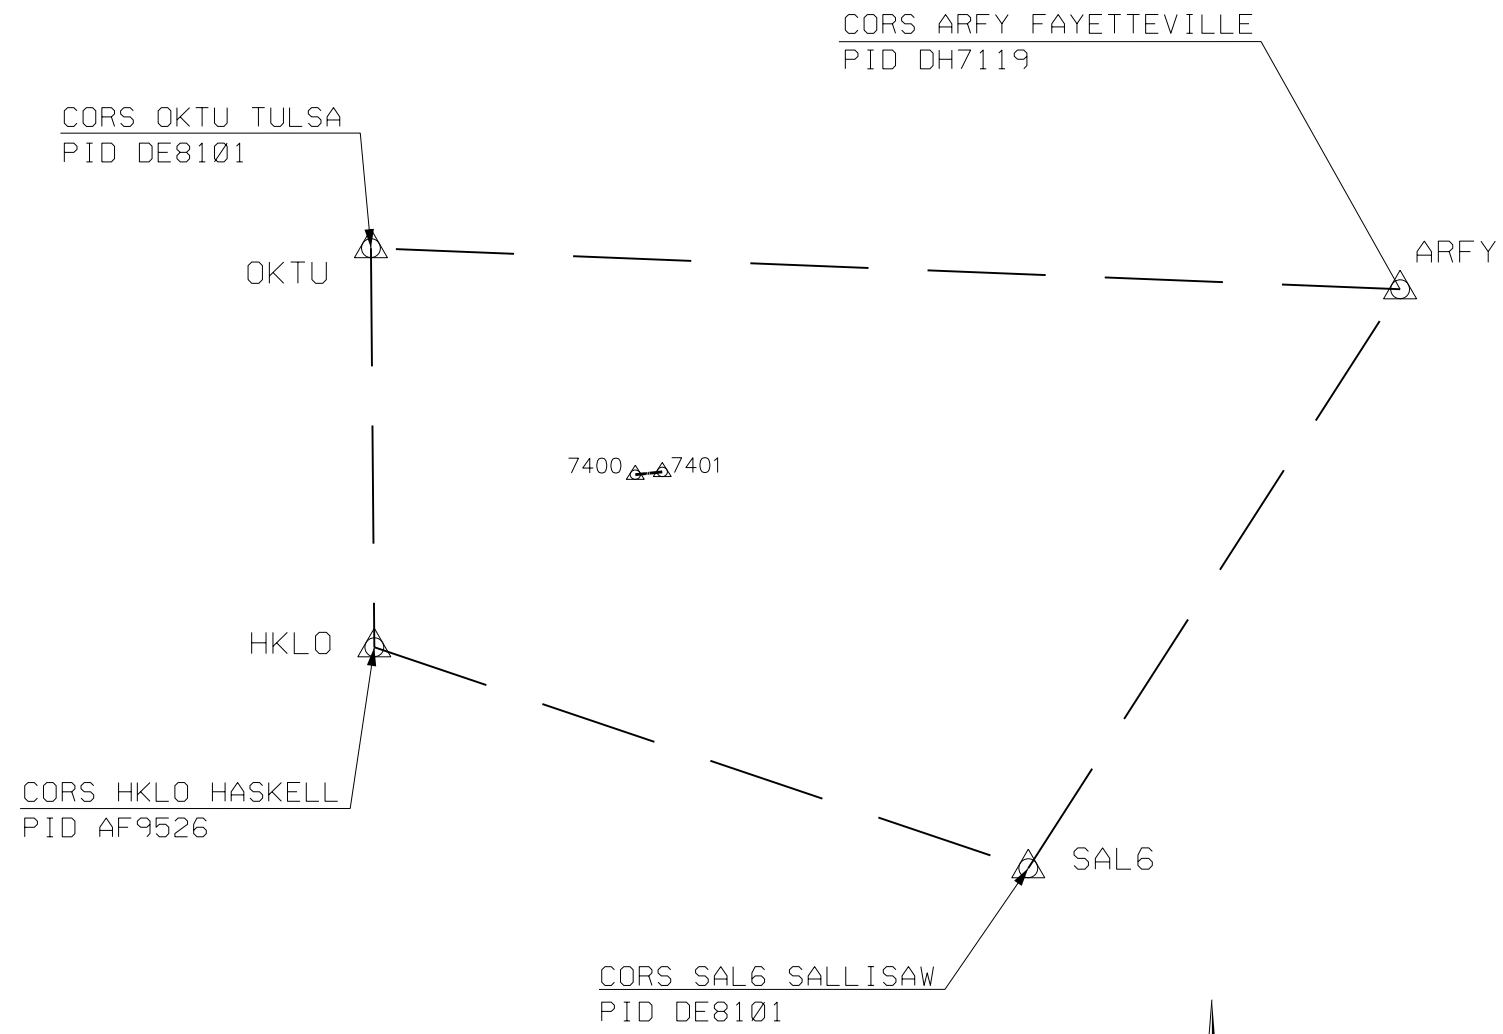 CORS ARFY FAYETTEVILLE
PID DH7119
CORS OKTU TULSA
PID DE8101
ARFY
OKTU
7400
7401
HKLO
CORS HKLO HASKELL
PID AF9526
SAL6
CORS SAL6 SALLISAW
PID DE8101